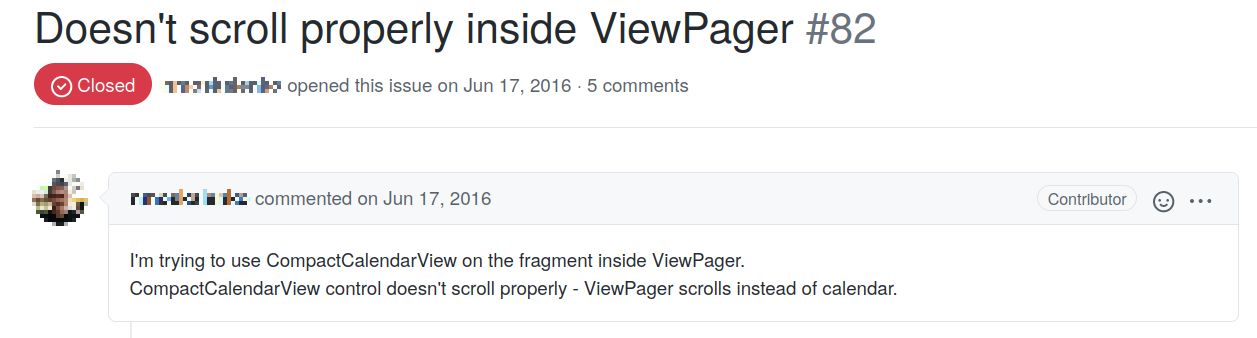 Doesn't scroll properly inside ViewPager #82
Closed opened this issue on Jun 17, 2016 · 5 comments
commented on Jun 17, 2016 Contributor
I'm trying to use CompactCalendarView on the fragment inside ViewPager.
CompactCalendarView control doesn't scroll properly - ViewPager scrolls instead of calendar.